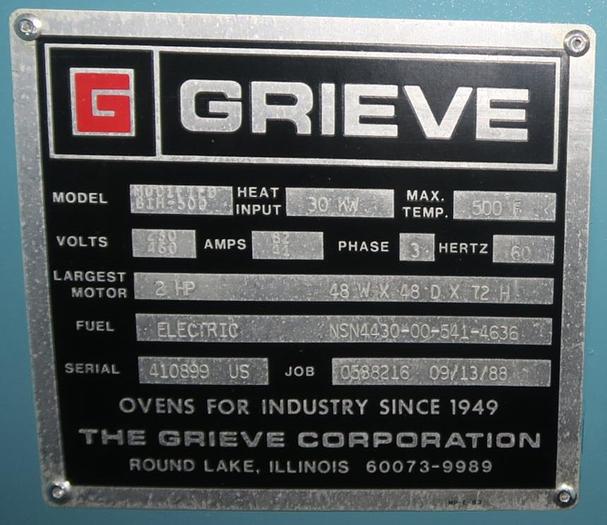 G GRIEVE
MODEL MODIFIED BIH-500 HEAT INPUT 30 KW MAX. TEMP. 500 F
VOLTS 230 460 AMPS 82 41 PHASE 3 HERTZ 60
LARGEST MOTOR 2 HP 48 W X 48 D X 72 H
FUEL ELECTRIC NSN4430-00-541-4636
SERIAL 410899 US JOB 0588216 09/13/88
OVENS FOR INDUSTRY SINCE 1949
THE GRIEVE CORPORATION
ROUND LAKE, ILLINOIS 60073-9989